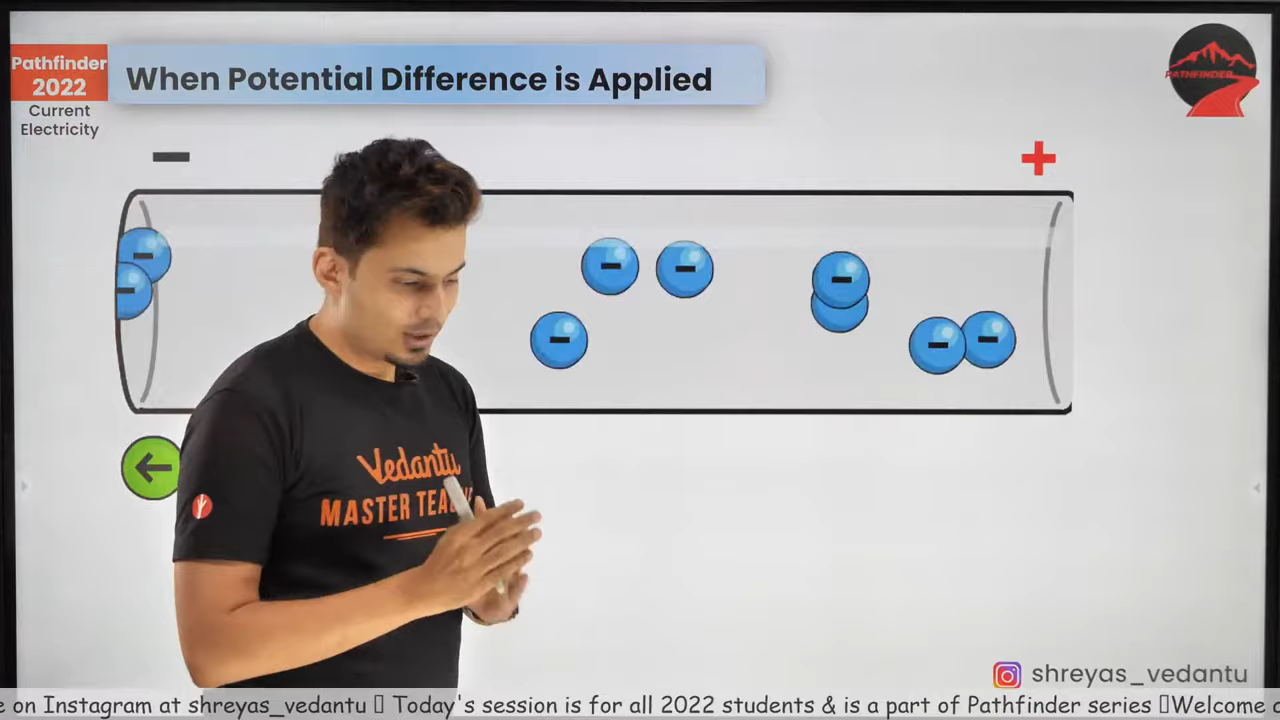 Pathfinder
2022
Current
Electricity
When Potential Difference is Applied
PATHFINDER
Vedantu
MASTER
shreyas_vedantu
e on Instagram at shreyas_vedantu Today's session is for all 2022 students & is a part of Pathfinder series Welcome